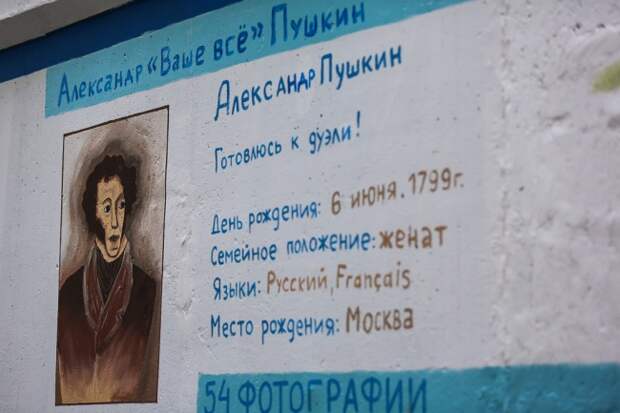 Александр «Ваше всё» Пушкин
Александр Пушкин
Готовлюсь к дуэли!
День рождения: 6 июня. 1799г.
Семейное положение: женат
Языки: Русский, Français
Место рождения: Москва
54 ФОТОГРАФИИ